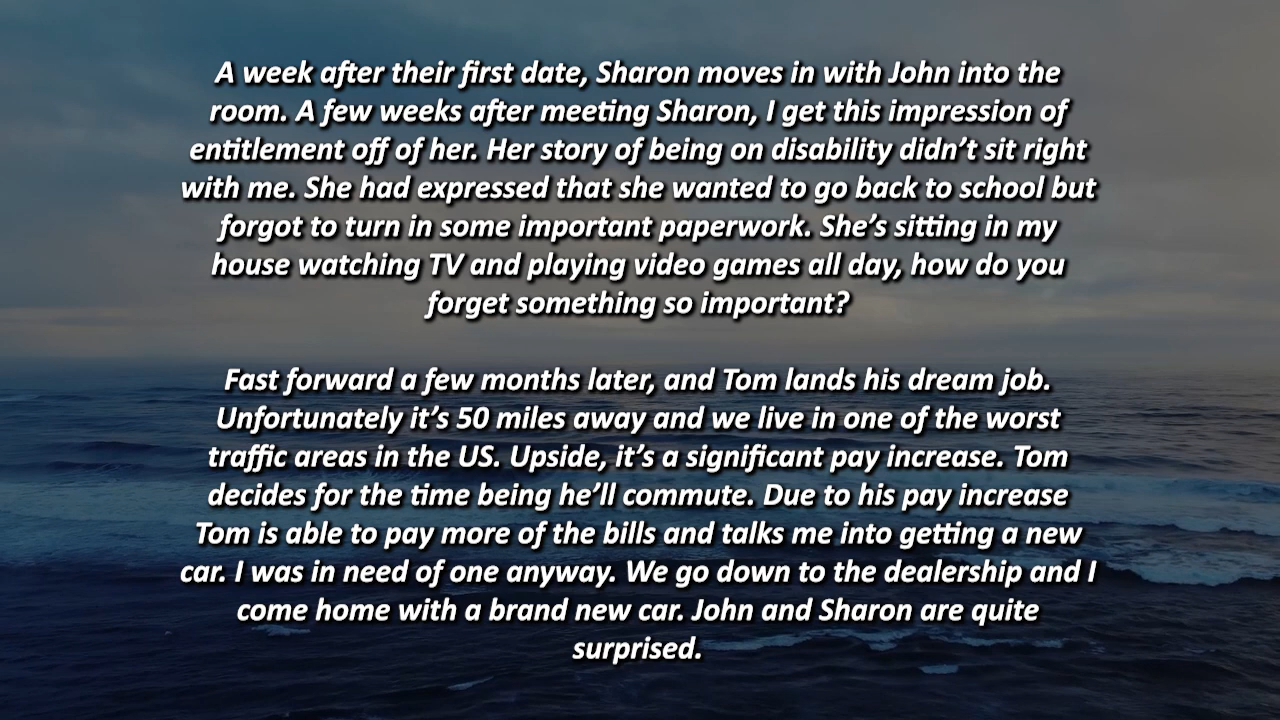 A week after their first date, Sharon moves in with John into the
room. A few weeks after meeting Sharon, I get this impression of
entitlement off of her. Her story of being on disability didn’t sit right
with me. She had expressed that she wanted to go back to school but
forgot to turn in some important paperwork. She’s sitting in my
house watching TV and playing video games all day, how do you
forget something so important?
Fast forward a few months later, and Tom lands his dream job.
Unfortunately it’s 50 miles away and we live in one of the worst
traffic areas in the US. Upside, it’s a significant pay increase. Tom
decides for the time being he’ll commute. Due to his pay increase
Tom is able to pay more of the bills and talks me into getting a new
car. I was in need of one anyway. We go down to the dealership and I
come home with a brand new car. John and Sharon are quite
surprised.